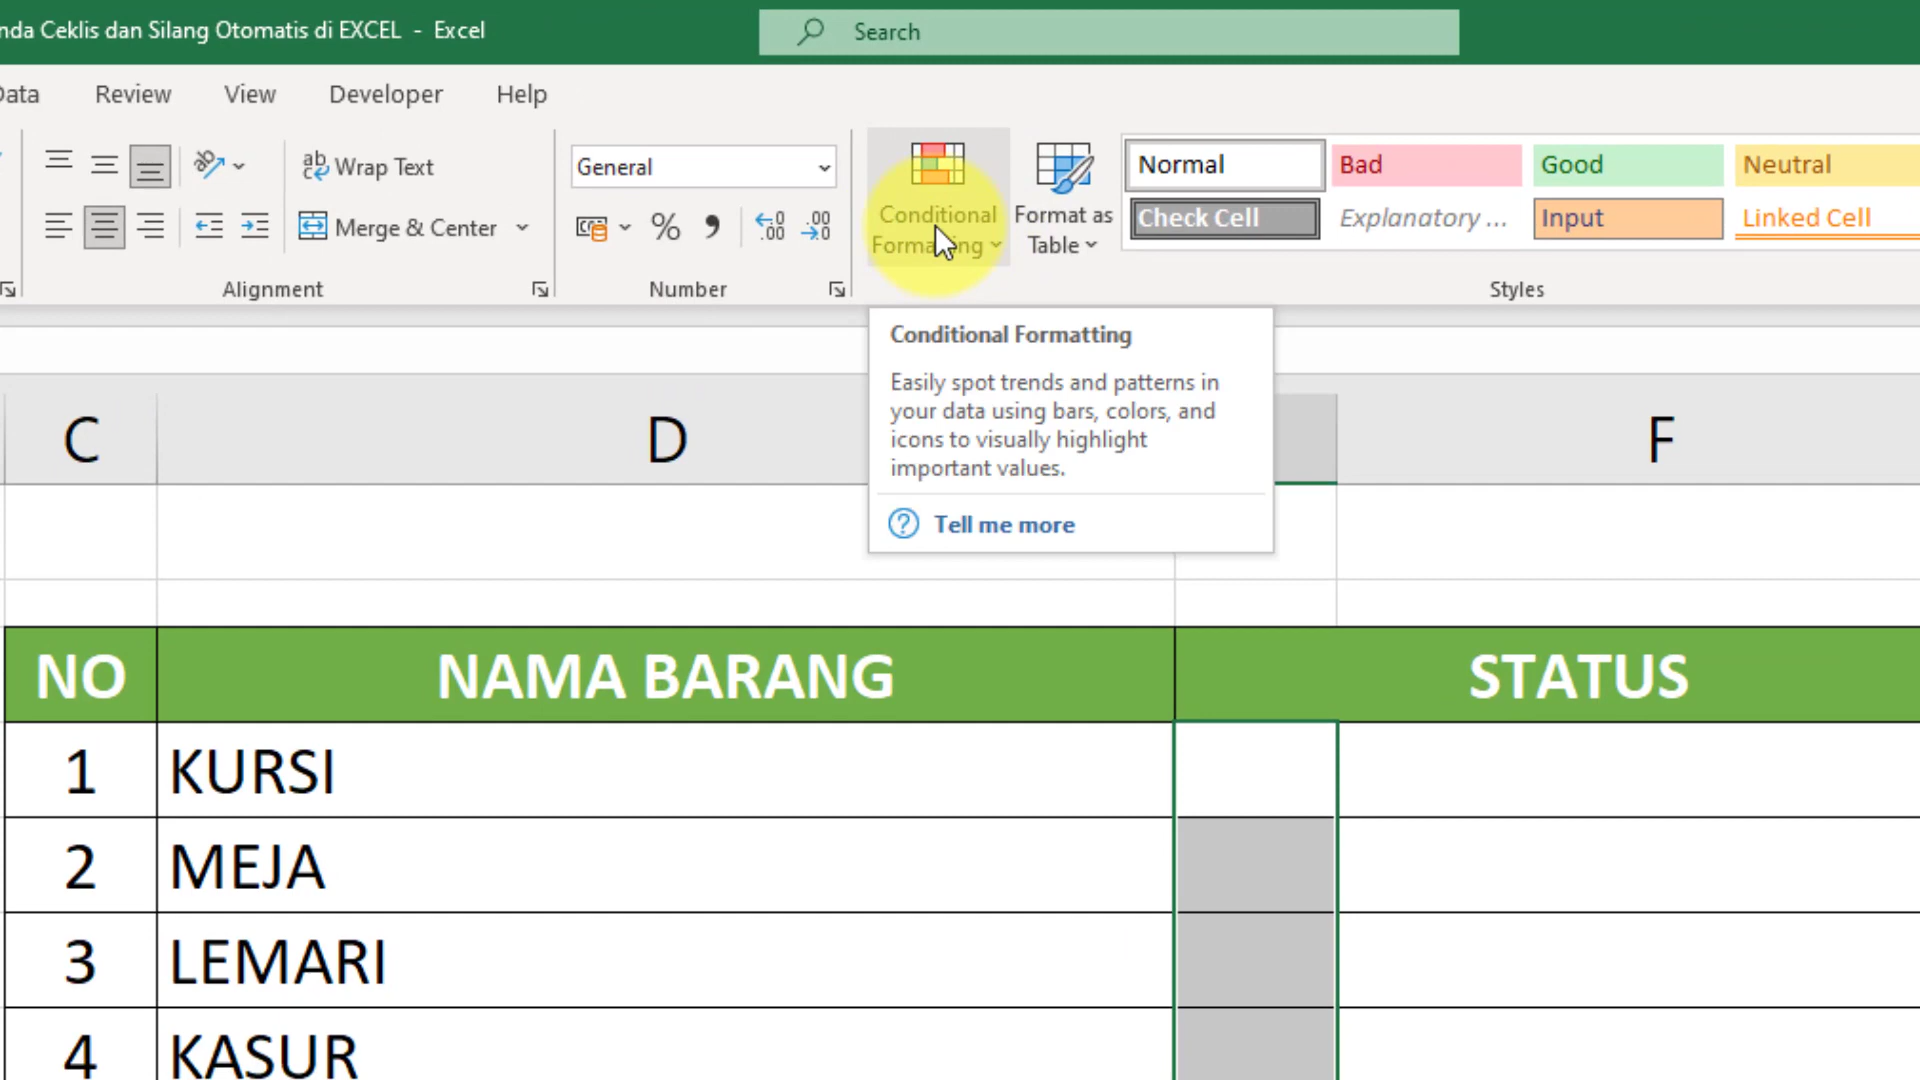 nda Ceklis dan Silang Otomatis di EXCEL - Excel
Search
Data Review View Developer Help
Wrap Text
General
Conditional Formatting
Format as Table
Normal Bad Good Neutral
Merge & Center
% , .00 .00
Check Cell Explanatory ... Input Linked Cell
Alignment Number Styles
Conditional Formatting
Easily spot trends and patterns in
your data using bars, colors, and
icons to visually highlight
important values.
Tell me more
C D F
NO NAMA BARANG STATUS
1 KURSI
2 MEJA
3 LEMARI
4 KASUR